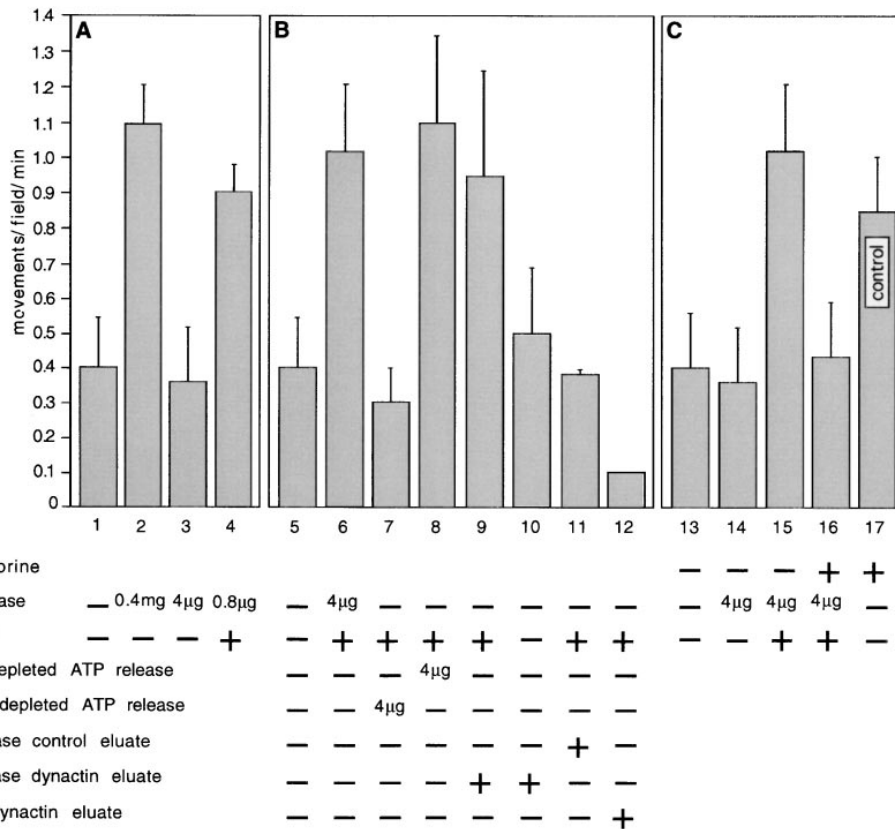 A B C
1.4
1.3
1.2
1.1
1.0
0.9
0.8
0.7
0.6
0.5
0.4
0.3
0.2
0.1
0
movements/field/min
control
1 2 3 4 5 6 7 8 9 10 11 12 13 14 15 16 17
orine − − − + +
ase − 0.4mg 4µg 0.8µg − 4µg − − − − − − − 4µg 4µg 4µg −
− − − + − + + + + − + + − − + + −
epleted ATP release − − − 4µg − − − −
depleted ATP release − − 4µg − − − − −
ase control eluate − − − − − − + −
ase dynactin eluate − − − − + + − −
ynactin eluate − − − − − − − +